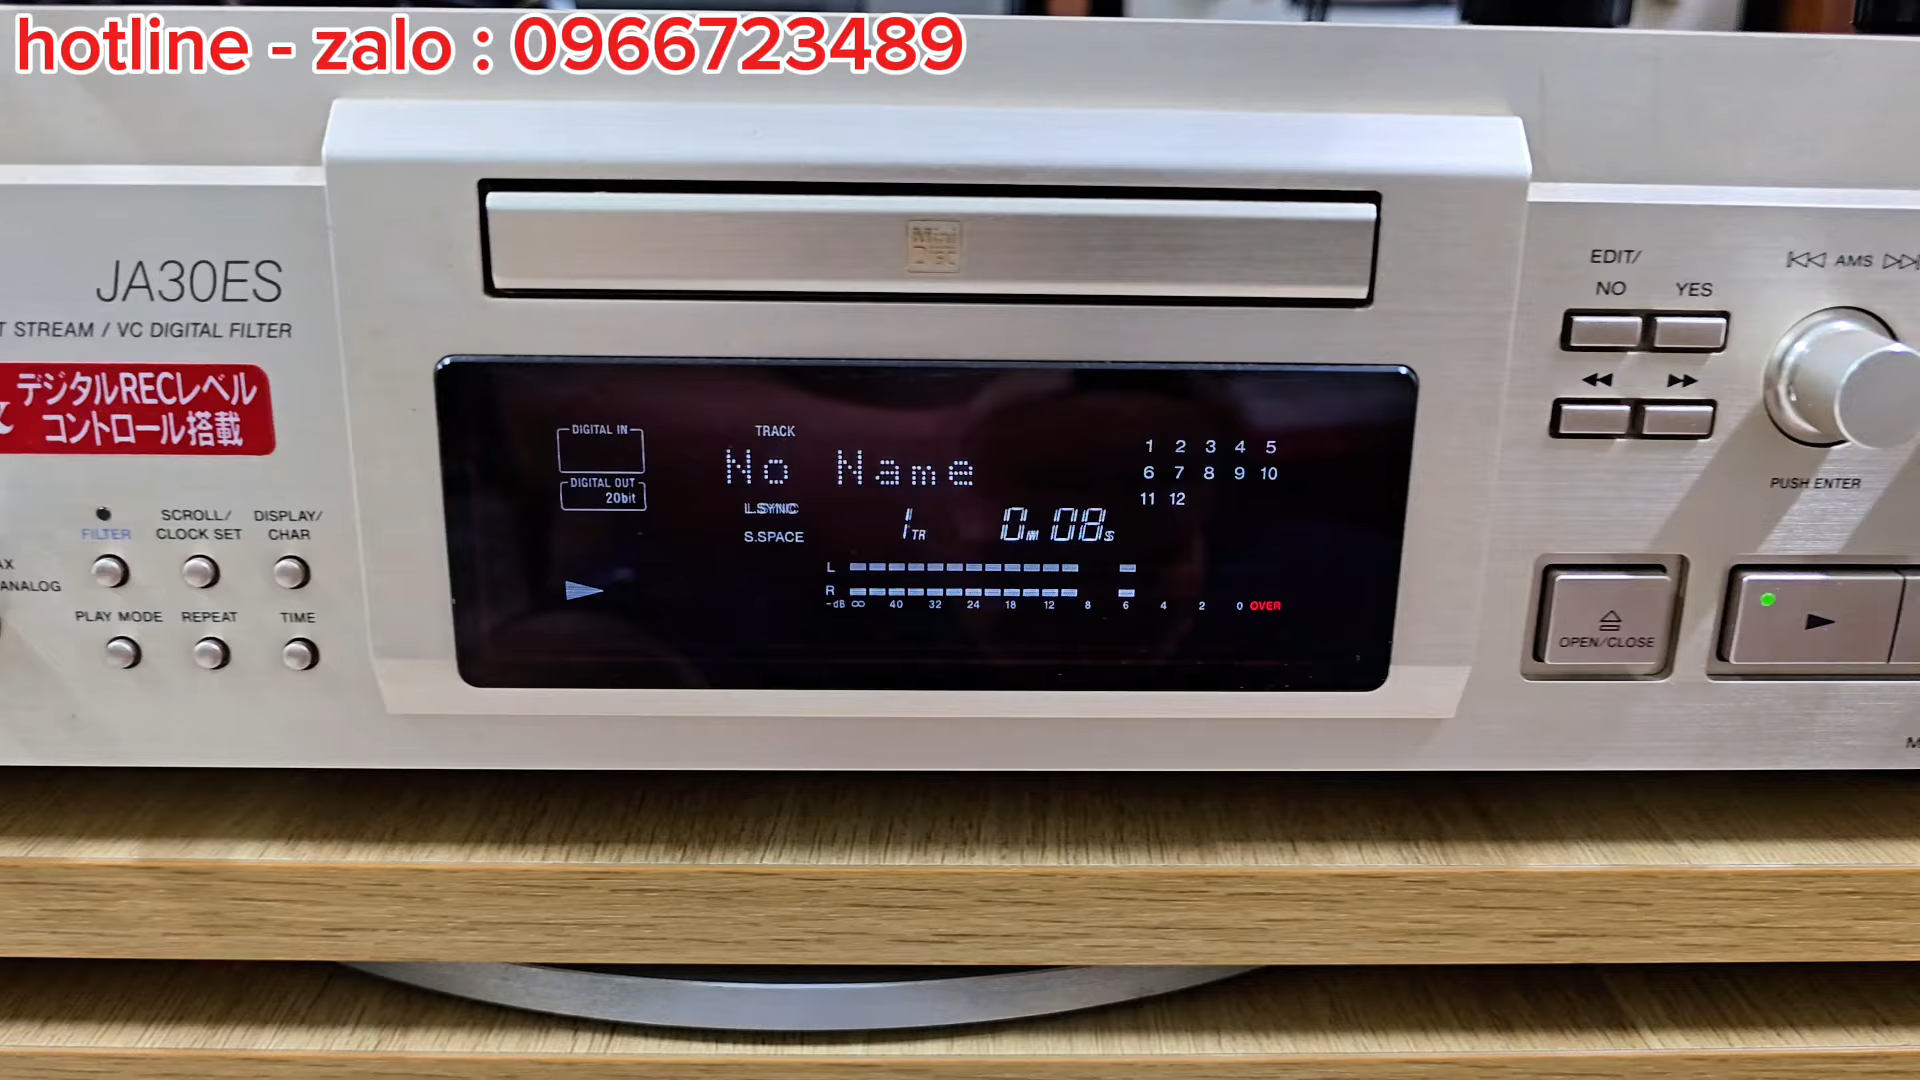 hotline - zalo : 0966723489
Mini Disc
JA30ES
T STREAM / VC DIGITAL FILTER
デジタルRECレベル
コントロール搭載
EDIT/
NO YES
AMS
PUSH ENTER
DIGITAL IN
DIGITAL OUT
20bit
TRACK
No Name
L.SYNC
S.SPACE
1 TR 0m 08s
1 2 3 4 5
6 7 8 9 10
11 12
L
R
-dB ∞ 40 32 24 18 12 8 6 4 2 0 OVER
FILTER
SCROLL/
CLOCK SET
DISPLAY/
CHAR
ANALOG
PLAY MODE REPEAT TIME
OPEN/CLOSE